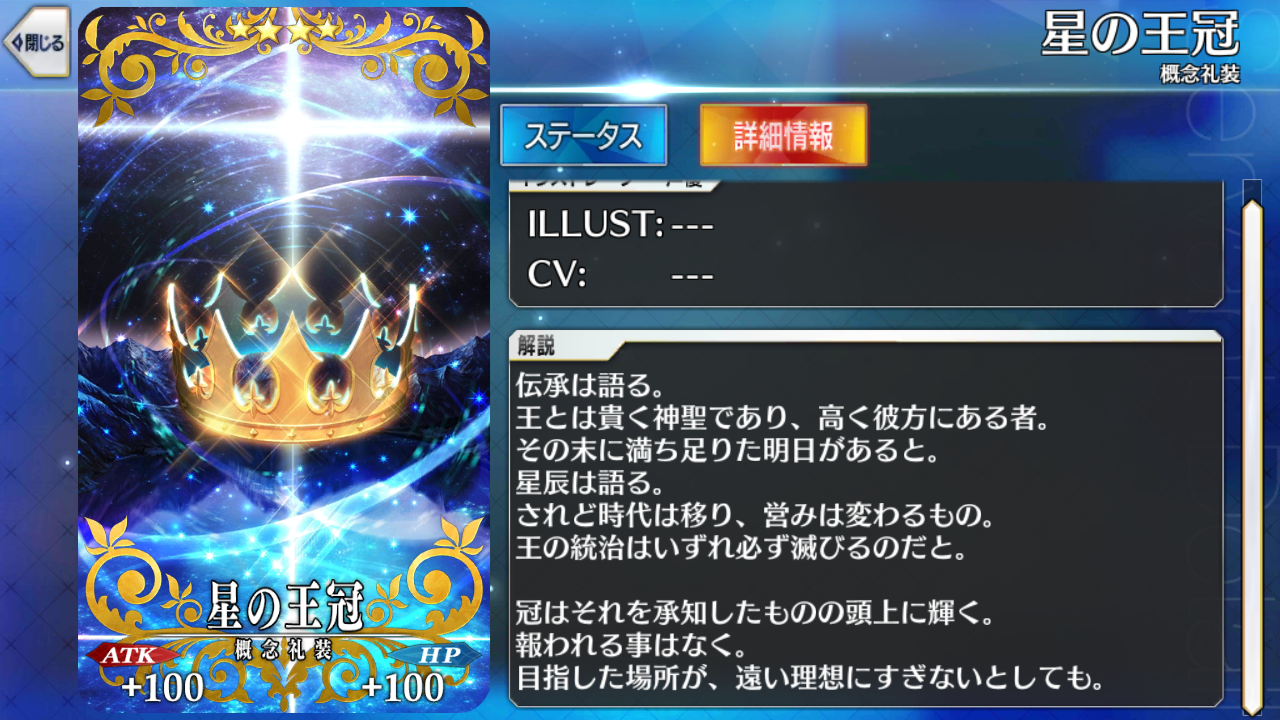 閉じる
星の王冠
概念礼装
ステータス
詳細情報
ILLUST: ---
CV: ---
解説
伝承は語る。
王とは貴く神聖であり、高く彼方にある者。
その末に満ち足りた明日があると。
星辰は語る。
されど時代は移り、営みは変わるもの。
王の統治はいずれ必ず滅びるのだと。
冠はそれを承知したものの頭上に輝く。
報われる事はなく。
目指した場所が、遠い理想にすぎないとしても。
星の王冠
概念礼装
ATK
HP
+100
+100